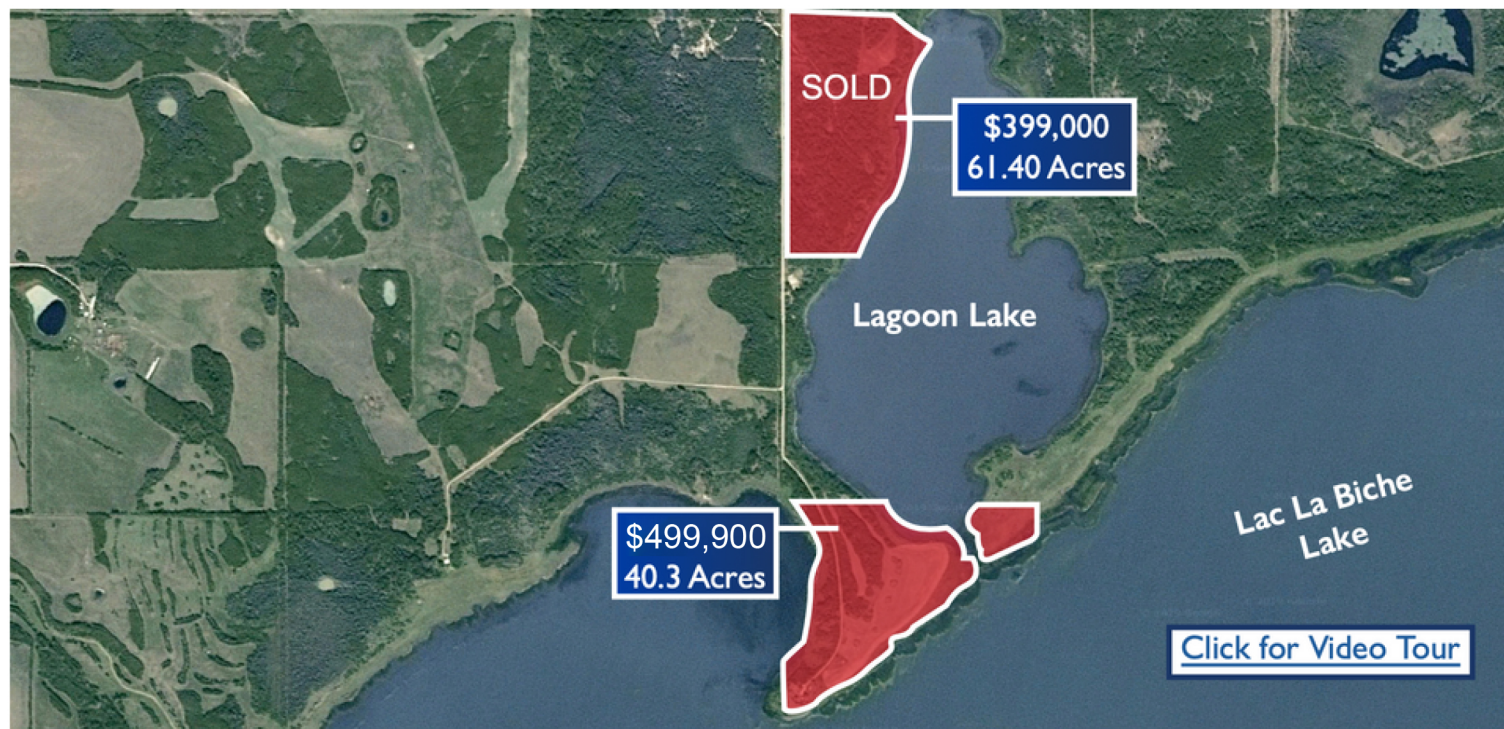 SOLD
$399,000
61.40 Acres
Lagoon Lake
$499,900
40.3 Acres
Lac La Biche
Lake
Click for Video Tour